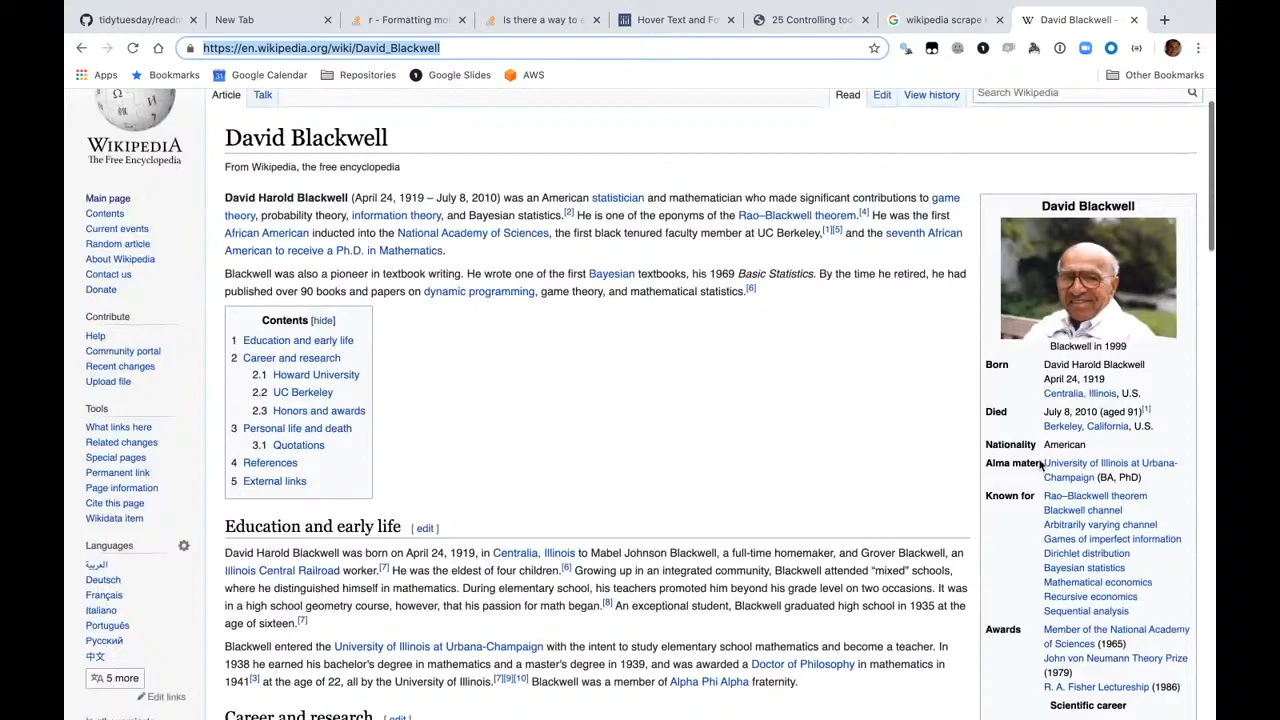 tidytuesday/readn
New Tab
r - Formatting mo
Is there a way to e
Hover Text and Fo
25 Controlling too
wikipedia scrape
David Blackwell -
https://en.wikipedia.org/wiki/David_Blackwell
Apps
Bookmarks
Google Calendar
Repositories
Google Slides
AWS
Other Bookmarks
Article
Talk
Read
Edit
View history
Search Wikipedia
WIKIPEDIA
The Free Encyclopedia
Main page
Contents
Current events
Random article
About Wikipedia
Contact us
Donate
Contribute
Help
Community portal
Recent changes
Upload file
Tools
What links here
Related changes
Special pages
Permanent link
Page information
Cite this page
Wikidata item
Languages
العربية
Deutsch
Français
Italiano
Português
Русский
中文
5 more
Edit links
David Blackwell
From Wikipedia, the free encyclopedia
David Harold Blackwell (April 24, 1919 – July 8, 2010) was an American statistician and mathematician who made significant contributions to game
theory, probability theory, information theory, and Bayesian statistics.[2] He is one of the eponyms of the Rao–Blackwell theorem.[4] He was the first
African American inducted into the National Academy of Sciences, the first black tenured faculty member at UC Berkeley,[1][5] and the seventh African
American to receive a Ph.D. in Mathematics.
Blackwell was also a pioneer in textbook writing. He wrote one of the first Bayesian textbooks, his 1969 Basic Statistics. By the time he retired, he had
published over 90 books and papers on dynamic programming, game theory, and mathematical statistics.[6]
Contents [hide]
1 Education and early life
2 Career and research
2.1 Howard University
2.2 UC Berkeley
2.3 Honors and awards
3 Personal life and death
3.1 Quotations
4 References
5 External links
Education and early life [ edit ]
David Harold Blackwell was born on April 24, 1919, in Centralia, Illinois to Mabel Johnson Blackwell, a full-time homemaker, and Grover Blackwell, an
Illinois Central Railroad worker.[7] He was the eldest of four children.[6] Growing up in an integrated community, Blackwell attended “mixed” schools,
where he distinguished himself in mathematics. During elementary school, his teachers promoted him beyond his grade level on two occasions. It was
in a high school geometry course, however, that his passion for math began.[8] An exceptional student, Blackwell graduated high school in 1935 at the
age of sixteen.[7]
Blackwell entered the University of Illinois at Urbana-Champaign with the intent to study elementary school mathematics and become a teacher. In
1938 he earned his bachelor's degree in mathematics and a master's degree in 1939, and was awarded a Doctor of Philosophy in mathematics in
1941[3] at the age of 22, all by the University of Illinois.[7][9][10] Blackwell was a member of Alpha Phi Alpha fraternity.
Career and research [ edit ]
David Blackwell
Blackwell in 1999
Born David Harold Blackwell
April 24, 1919
Centralia, Illinois, U.S.
Died July 8, 2010 (aged 91)[1]
Berkeley, California, U.S.
Nationality American
Alma mater University of Illinois at Urbana-
Champaign (BA, PhD)
Known for Rao–Blackwell theorem
Blackwell channel
Arbitrarily varying channel
Games of imperfect information
Dirichlet distribution
Bayesian statistics
Mathematical economics
Recursive economics
Sequential analysis
Awards Member of the National Academy
of Sciences (1965)
John von Neumann Theory Prize
(1979)
R. A. Fisher Lectureship (1986)
Scientific career